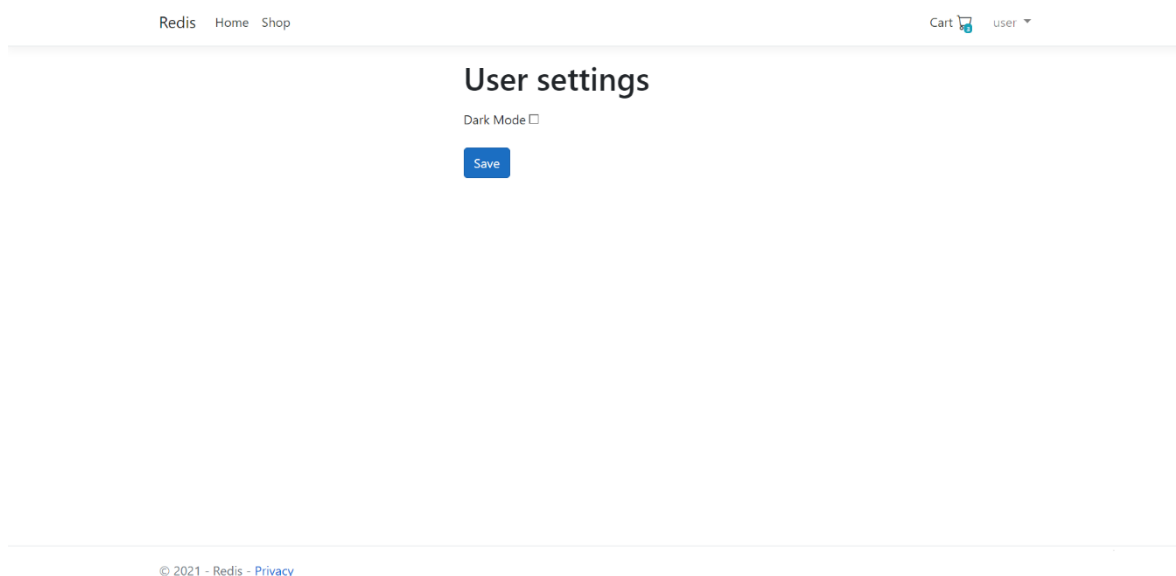 Redis Home Shop Cart user
User settings
Dark Mode
Save
© 2021 - Redis - Privacy